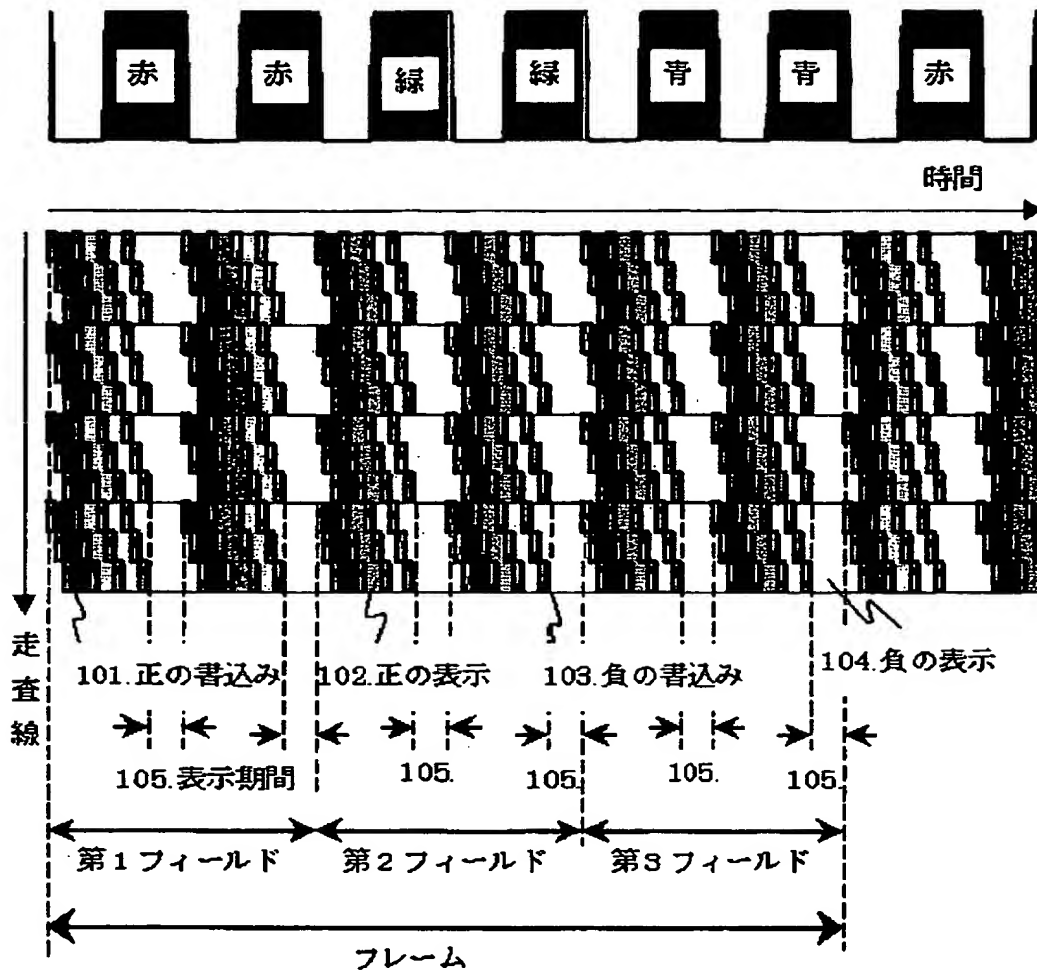 赤 赤 緑 緑 青 青 赤
時間
走査線
101.正の書込み 102.正の表示 103.負の書込み 104.負の表示
105.表示期間 105. 105. 105. 105.
第1フィールド 第2フィールド 第3フィールド
フレーム